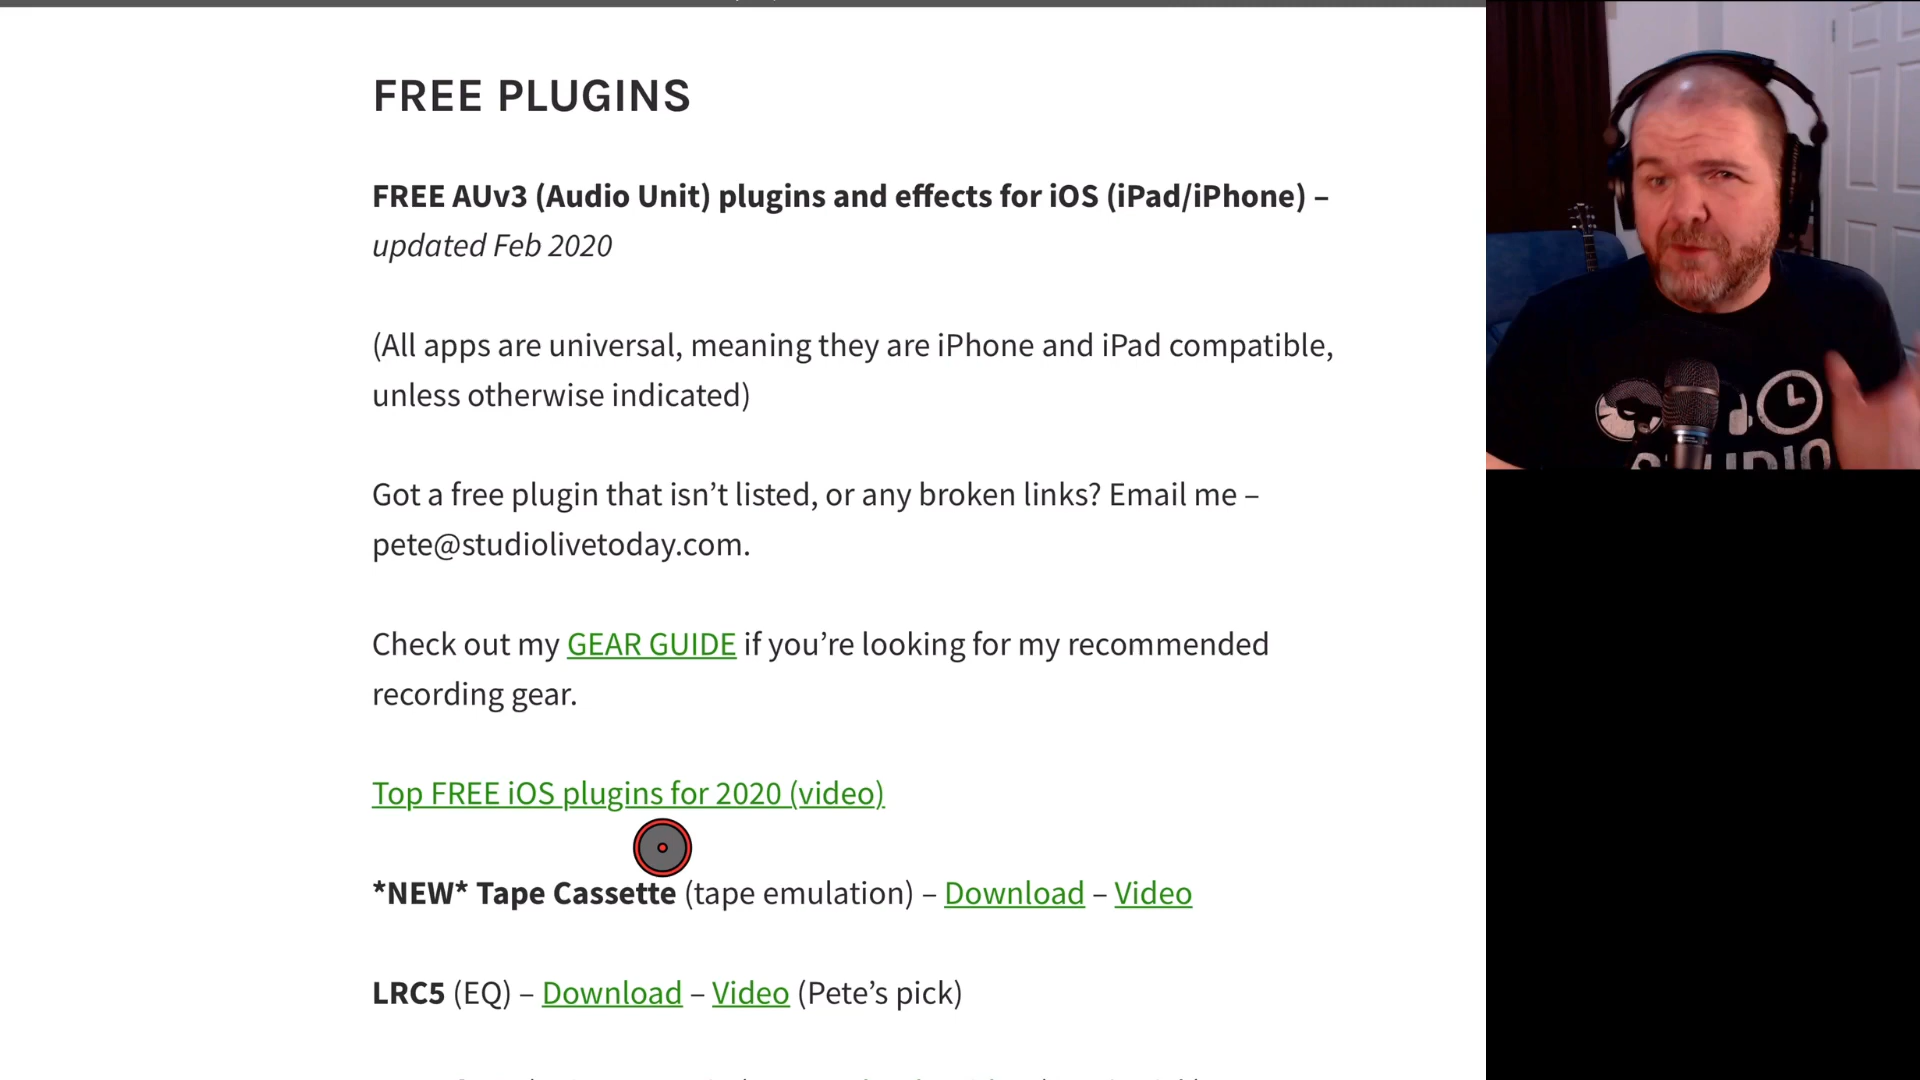 FREE PLUGINS
FREE AUv3 (Audio Unit) plugins and effects for iOS (iPad/iPhone) –
updated Feb 2020
(All apps are universal, meaning they are iPhone and iPad compatible,
unless otherwise indicated)
Got a free plugin that isn’t listed, or any broken links? Email me –
pete@studiolivetoday.com.
Check out my GEAR GUIDE if you’re looking for my recommended
recording gear.
Top FREE iOS plugins for 2020 (video)
*NEW* Tape Cassette (tape emulation) – Download – Video
LRC5 (EQ) – Download – Video (Pete’s pick)
STUDIO